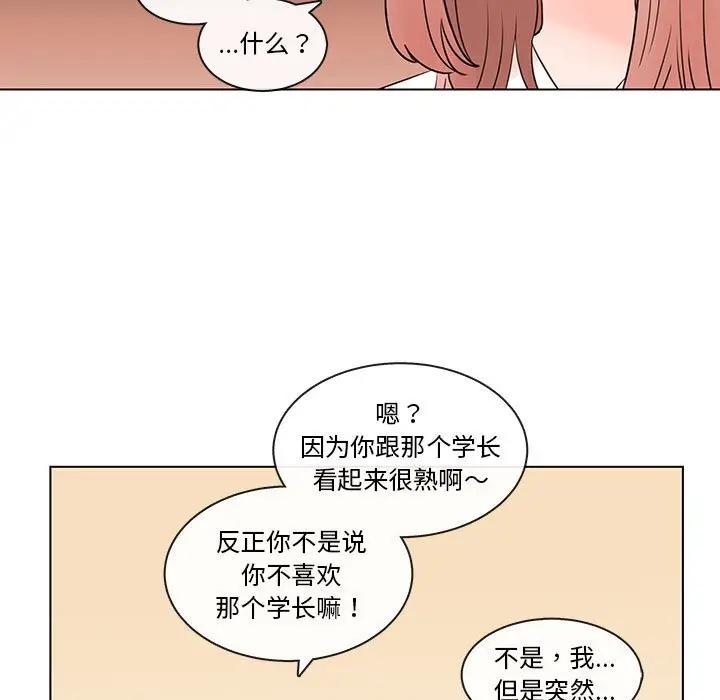 ...什么？
嗯？
因为你跟那个学长
看起来很熟啊～
反正你不是说
你不喜欢
那个学长嘛！
不是，我...
但是突然...